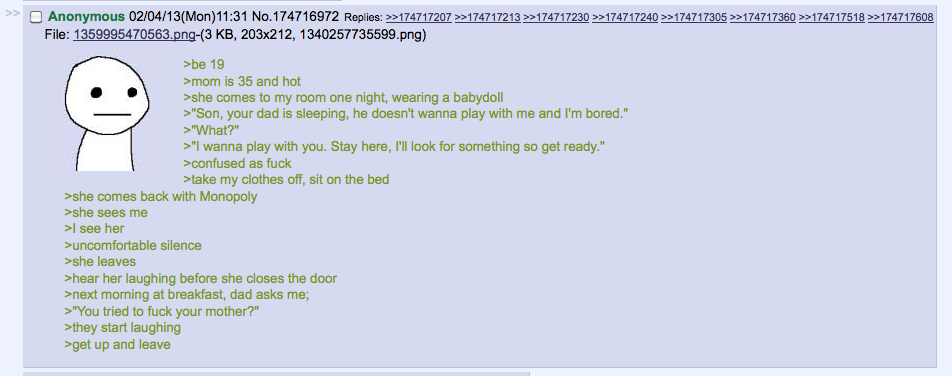 >> Anonymous 02/04/13(Mon)11:31 No.174716972 Replies: >>174717207 >>174717213 >>174717230 >>174717240 >>174717305 >>174717360 >>174717518 >>174717608
File: 1359995470563.png-(3 KB, 203x212, 1340257735599.png)
>be 19
>mom is 35 and hot
>she comes to my room one night, wearing a babydoll
>"Son, your dad is sleeping, he doesn't wanna play with me and I'm bored."
>"What?"
>"I wanna play with you. Stay here, I'll look for something so get ready."
>confused as fuck
>take my clothes off, sit on the bed
>she comes back with Monopoly
>she sees me
>I see her
>uncomfortable silence
>she leaves
>hear her laughing before she closes the door
>next morning at breakfast, dad asks me;
>"You tried to fuck your mother?"
>they start laughing
>get up and leave